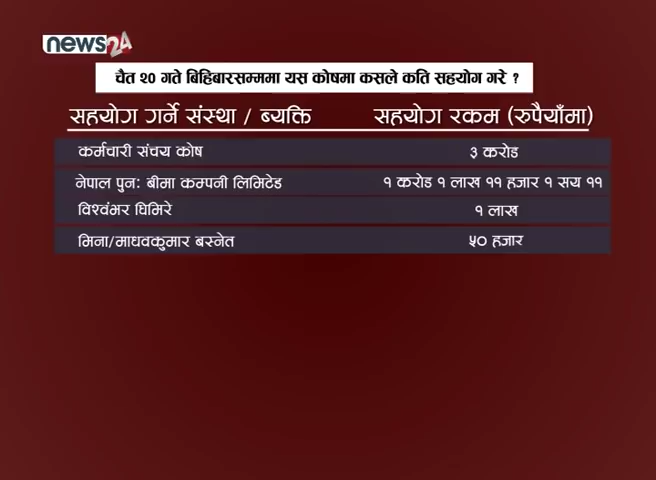 news24
चैत २० गते बिहिबारसम्ममा यस कोषमा कसले कति सहयोग गरे ?
सहयोग गर्ने संस्था / ब्यक्ति सहयोग रकम (रुपैयाँमा)
कर्मचारी संचय कोष ३ करोड
नेपाल पुनः बीमा कम्पनी लिमिटेड १ करोड १ लाख ११ हजार १ सय ११
विश्वंभर घिमिरे १ लाख
मिना/माधवकुमार बस्नेत ५० हजार